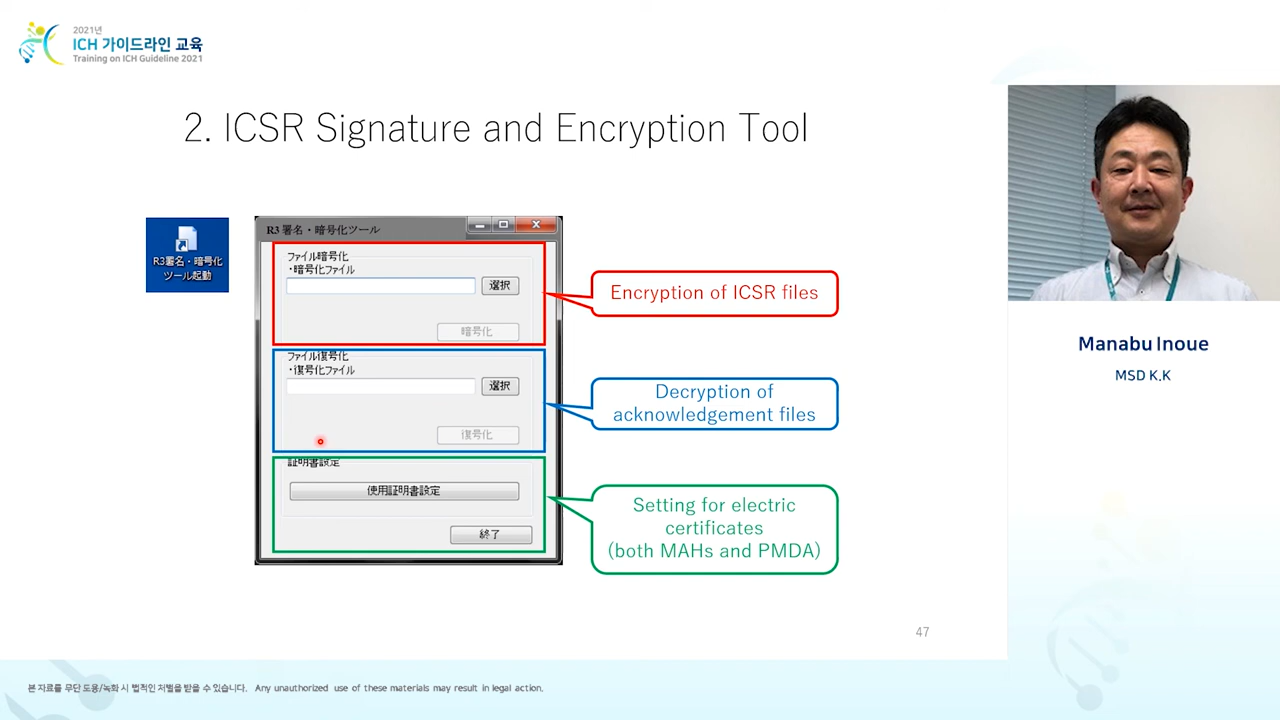 2021년
ICH 가이드라인 교육
Training on ICH Guideline 2021
2. ICSR Signature and Encryption Tool
R3署名・暗号化
ツール起動
R3 署名・暗号化ツール
ファイル暗号化
・暗号化ファイル
選択
暗号化
ファイル復号化
・復号化ファイル
選択
復号化
証明書設定
使用証明書設定
終了
Encryption of ICSR files
Decryption of
acknowledgement files
Setting for electric
certificates
(both MAHs and PMDA)
Manabu Inoue
MSD K.K
47
본 자료를 무단 도용/녹화 시 법적인 처벌을 받을 수 있습니다. Any unauthorized use of these materials may result in legal action.